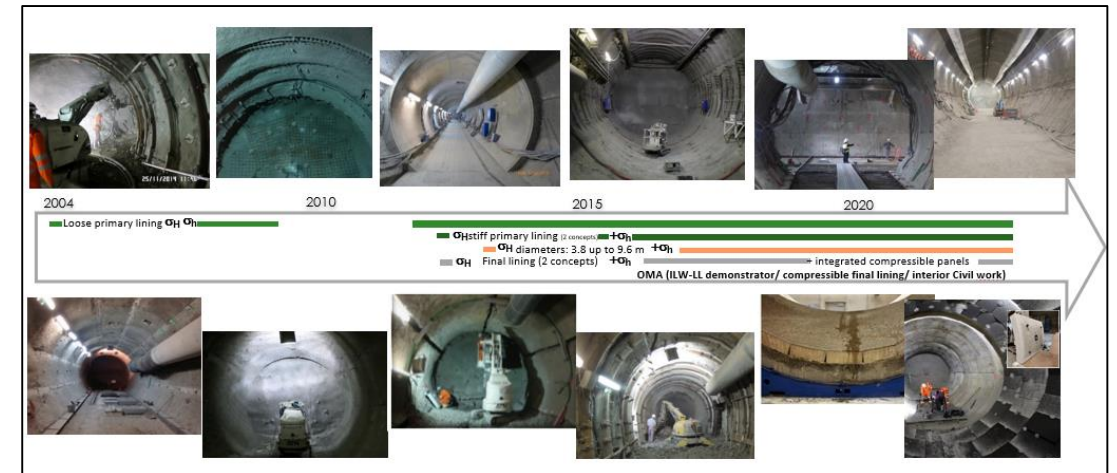 25/11/2014
2004
2010
2015
2020
Loose primary lining σH σh
σH stiff primary lining (2 concepts) +σh
σH diameters: 3.8 up to 9.6 m +σh
σH Final lining (2 concepts) +σh
+ integrated compressible panels
OMA (ILW-LL demonstrator/ compressible final lining/ interior Civil work)